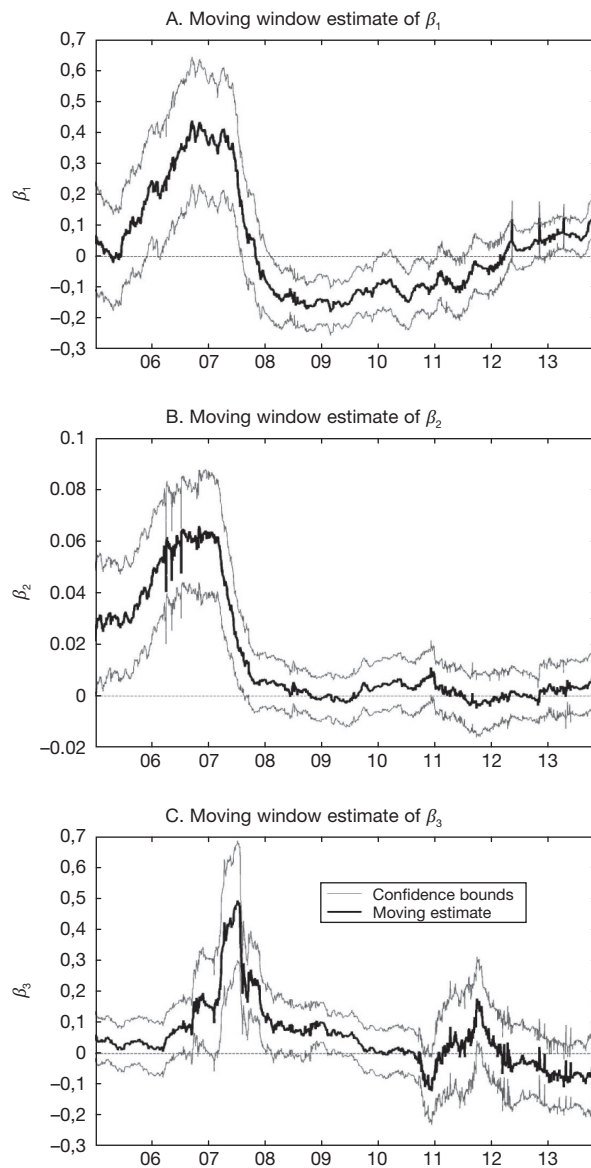 A. Moving window estimate of β₁
0,7
0,6
0,5
0,4
0,3
0,2
0,1
0
–0,1
–0,2
–0,3
β₁
06 07 08 09 10 11 12 13
B. Moving window estimate of β₂
0.1
0.08
0.06
0.04
0.02
0
–0.02
β₂
06 07 08 09 10 11 12 13
C. Moving window estimate of β₃
0,7
0,6
0,5
0,4
0,3
0,2
0,1
0
–0,1
–0,2
–0,3
β₃
Confidence bounds
Moving estimate
06 07 08 09 10 11 12 13